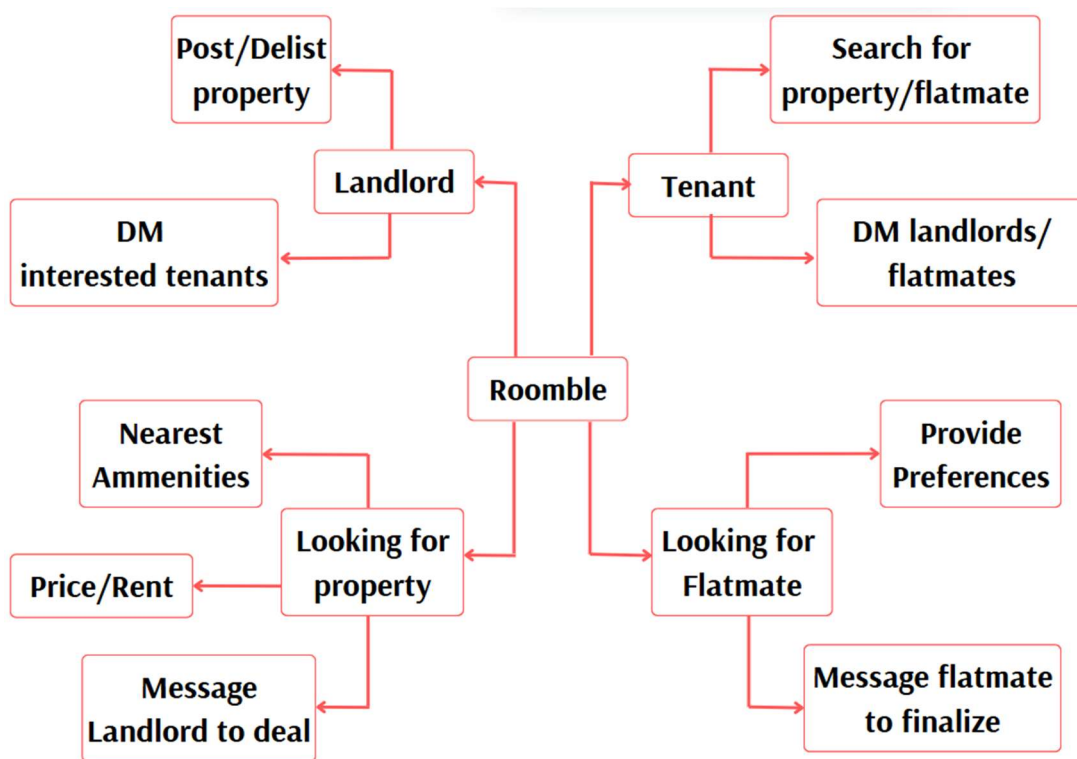 Post/Delist
property
Search for
property/flatmate
Landlord
Tenant
DM
interested tenants
DM landlords/
flatmates
Roomble
Nearest
Ammenities
Provide
Preferences
Looking for
property
Looking for
Flatmate
Price/Rent
Message
Landlord to deal
Message flatmate
to finalize